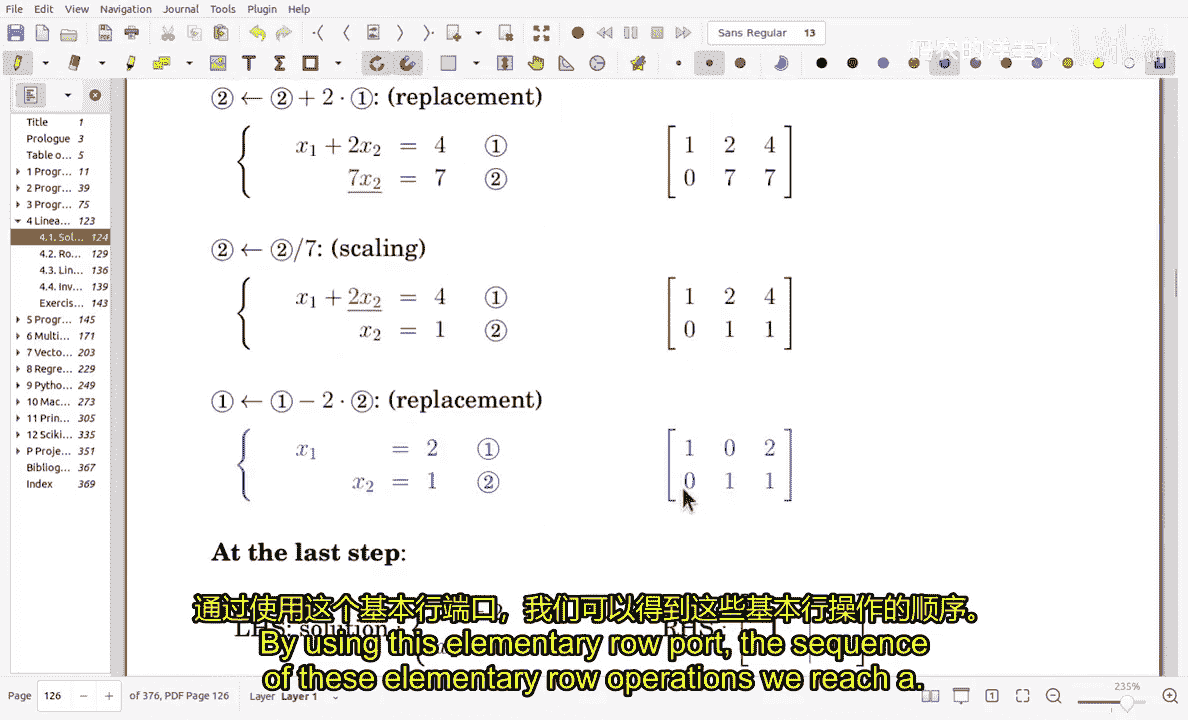 File Edit View Navigation Journal Tools Plugin Help
Sans Regular 13
Title 1
Prologue 3
Table o... 5
1 Progr... 11
2 Progr... 39
3 Progr... 75
4 Linea... 123
4.1. Sol... 124
4.2. Ro... 129
4.3. Lin... 136
4.4. Inv... 139
Exercis... 143
5 Progr... 145
6 Multi... 171
7 Vecto... 203
8 Regre... 229
9 Pytho... 249
10 Mac... 273
11 Prin... 305
12 Sciki... 335
P Proje... 351
Bibliog... 367
Index 369
② ← ② + 2 · ①: (replacement)
x₁ + 2x₂ = 4 ① 1 2 4
7x₂ = 7 ② 0 7 7
② ← ②/7: (scaling)
x₁ + 2x₂ = 4 ① 1 2 4
x₂ = 1 ② 0 1 1
① ← ① − 2 · ②: (replacement)
x₁ = 2 ① 1 0 2
x₂ = 1 ② 0 1 1
At the last step:
LHS: solution RHS:
通过使用这个基本行端口，我们可以得到这些基本行操作的顺序。
By using this elementary row port, the sequence
of these elementary row operations we reach a.
Page 126 of 376, PDF Page 126 Layer Layer 1 235%